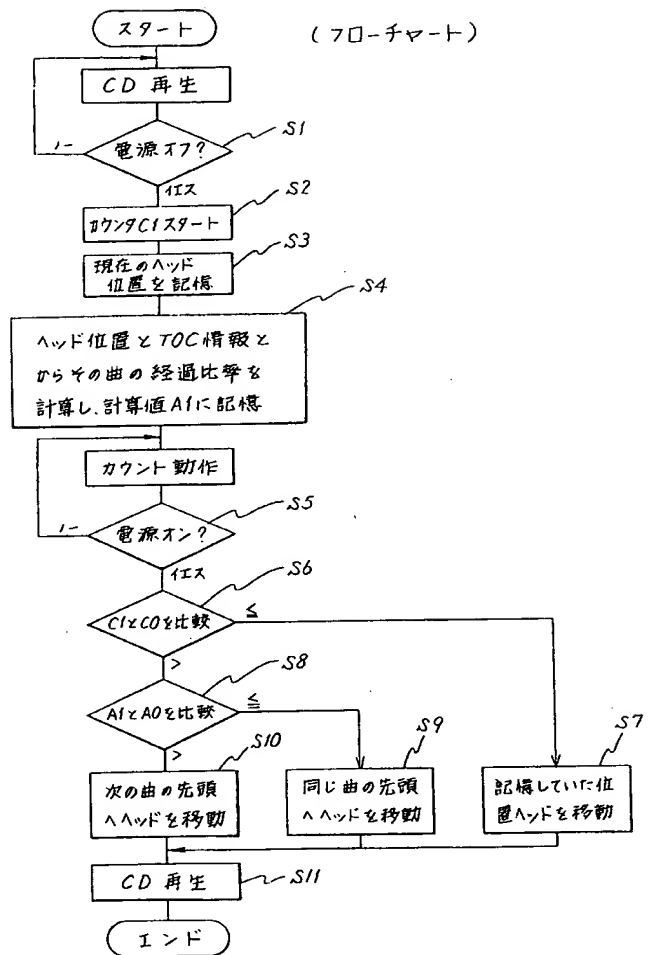 スタート
(フローチャート)
CD 再生
S1
電源オフ?
ノー
イエス
S2
カウンタC1スタート
S3
現在のヘッド
位置を記憶
S4
ヘッド位置とTOC情報と
からその曲の経過比率を
計算し、計算値A1に記憶
カウント動作
S5
電源オン?
ノー
イエス
S6
C1とC0を比較
≦
>
S8
A1とA0を比較
≦
>
S10
次の曲の先頭
へヘッドを移動
S9
同じ曲の先頭
へヘッドを移動
S7
記憶していた位
置ヘッドを移動
CD 再生
S11
エンド